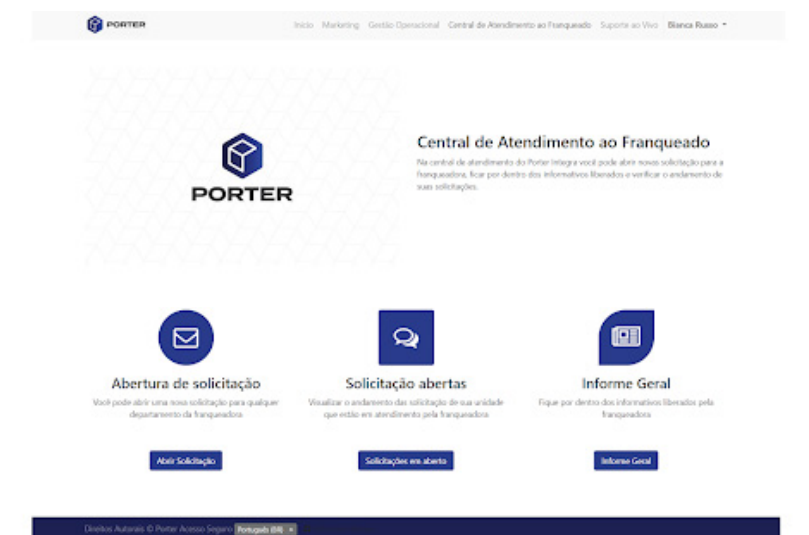 PORTER
Início Marketing Gestão Operacional Central de Atendimento ao Franqueado Suporte ao Vivo Bianca Russo
PORTER
Central de Atendimento ao Franqueado
Na central de atendimento do Porter Integra você pode abrir novas solicitação para a
franqueadora, ficar por dentro dos informativos liberados e verificar o andamento de
suas solicitações.
Abertura de solicitação
Você pode abrir uma nova solicitação para qualquer
departamento da franqueadora
Abrir Solicitação
Solicitação abertas
Visualizar o andamento das solicitação de sua unidade
que estão em atendimento pela franqueadora
Solicitações em aberto
Informe Geral
Fique por dentro dos informativos liberados pela
franqueadora
Informe Geral
Direitos Autorais © Porter Acesso Seguro Português (BR)